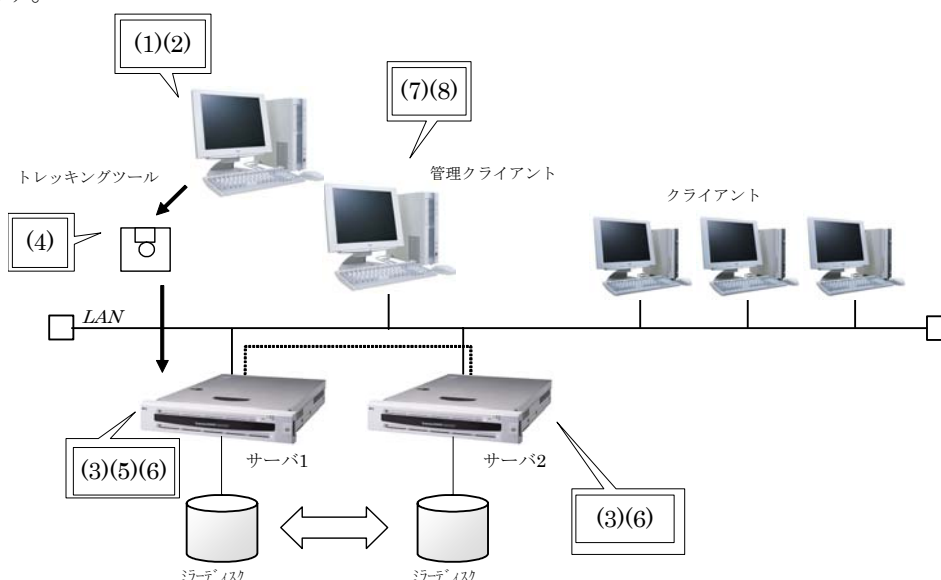 す。
(1)(2)
(7)(8)
トレッキングツール
管理クライアント
クライアント
(4)
LAN
サーバ1
サーバ2
(3)(5)(6)
(3)(6)
ﾐﾗｰﾃﾞｨｽｸ
ﾐﾗｰﾃﾞｨｽｸ